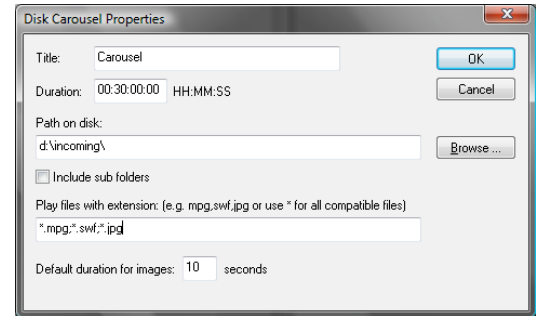 Disk Carousel Properties
Title: Carousel OK
Duration: 00:30:00:00 HH:MM:SS Cancel
Path on disk:
d:\incoming\ Browse ...
Include sub folders
Play files with extension: (e.g. mpg,swf,jpg or use * for all compatible files)
*.mpg;*.swf;*.jpg
Default duration for images: 10 seconds